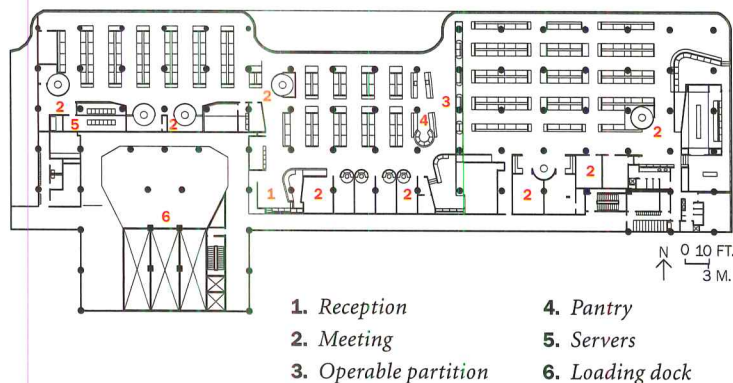 2
3
4
2
5
2
2
2
1
2
2
2
6
N 0 10 FT.
3 M.
1. Reception
2. Meeting
3. Operable partition
4. Pantry
5. Servers
6. Loading dock